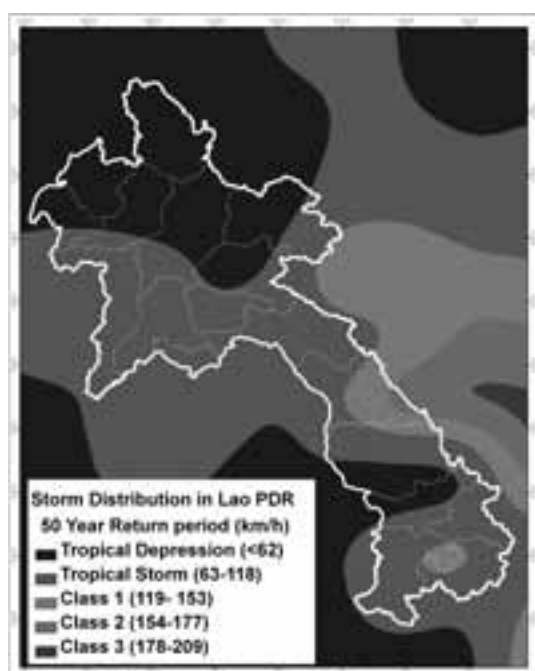 Storm Distribution in Lao PDR
50 Year Return period (km/h)
Tropical Depression (<62)
Tropical Storm (63-118)
Class 1 (119- 153)
Class 2 (154-177)
Class 3 (178-209)